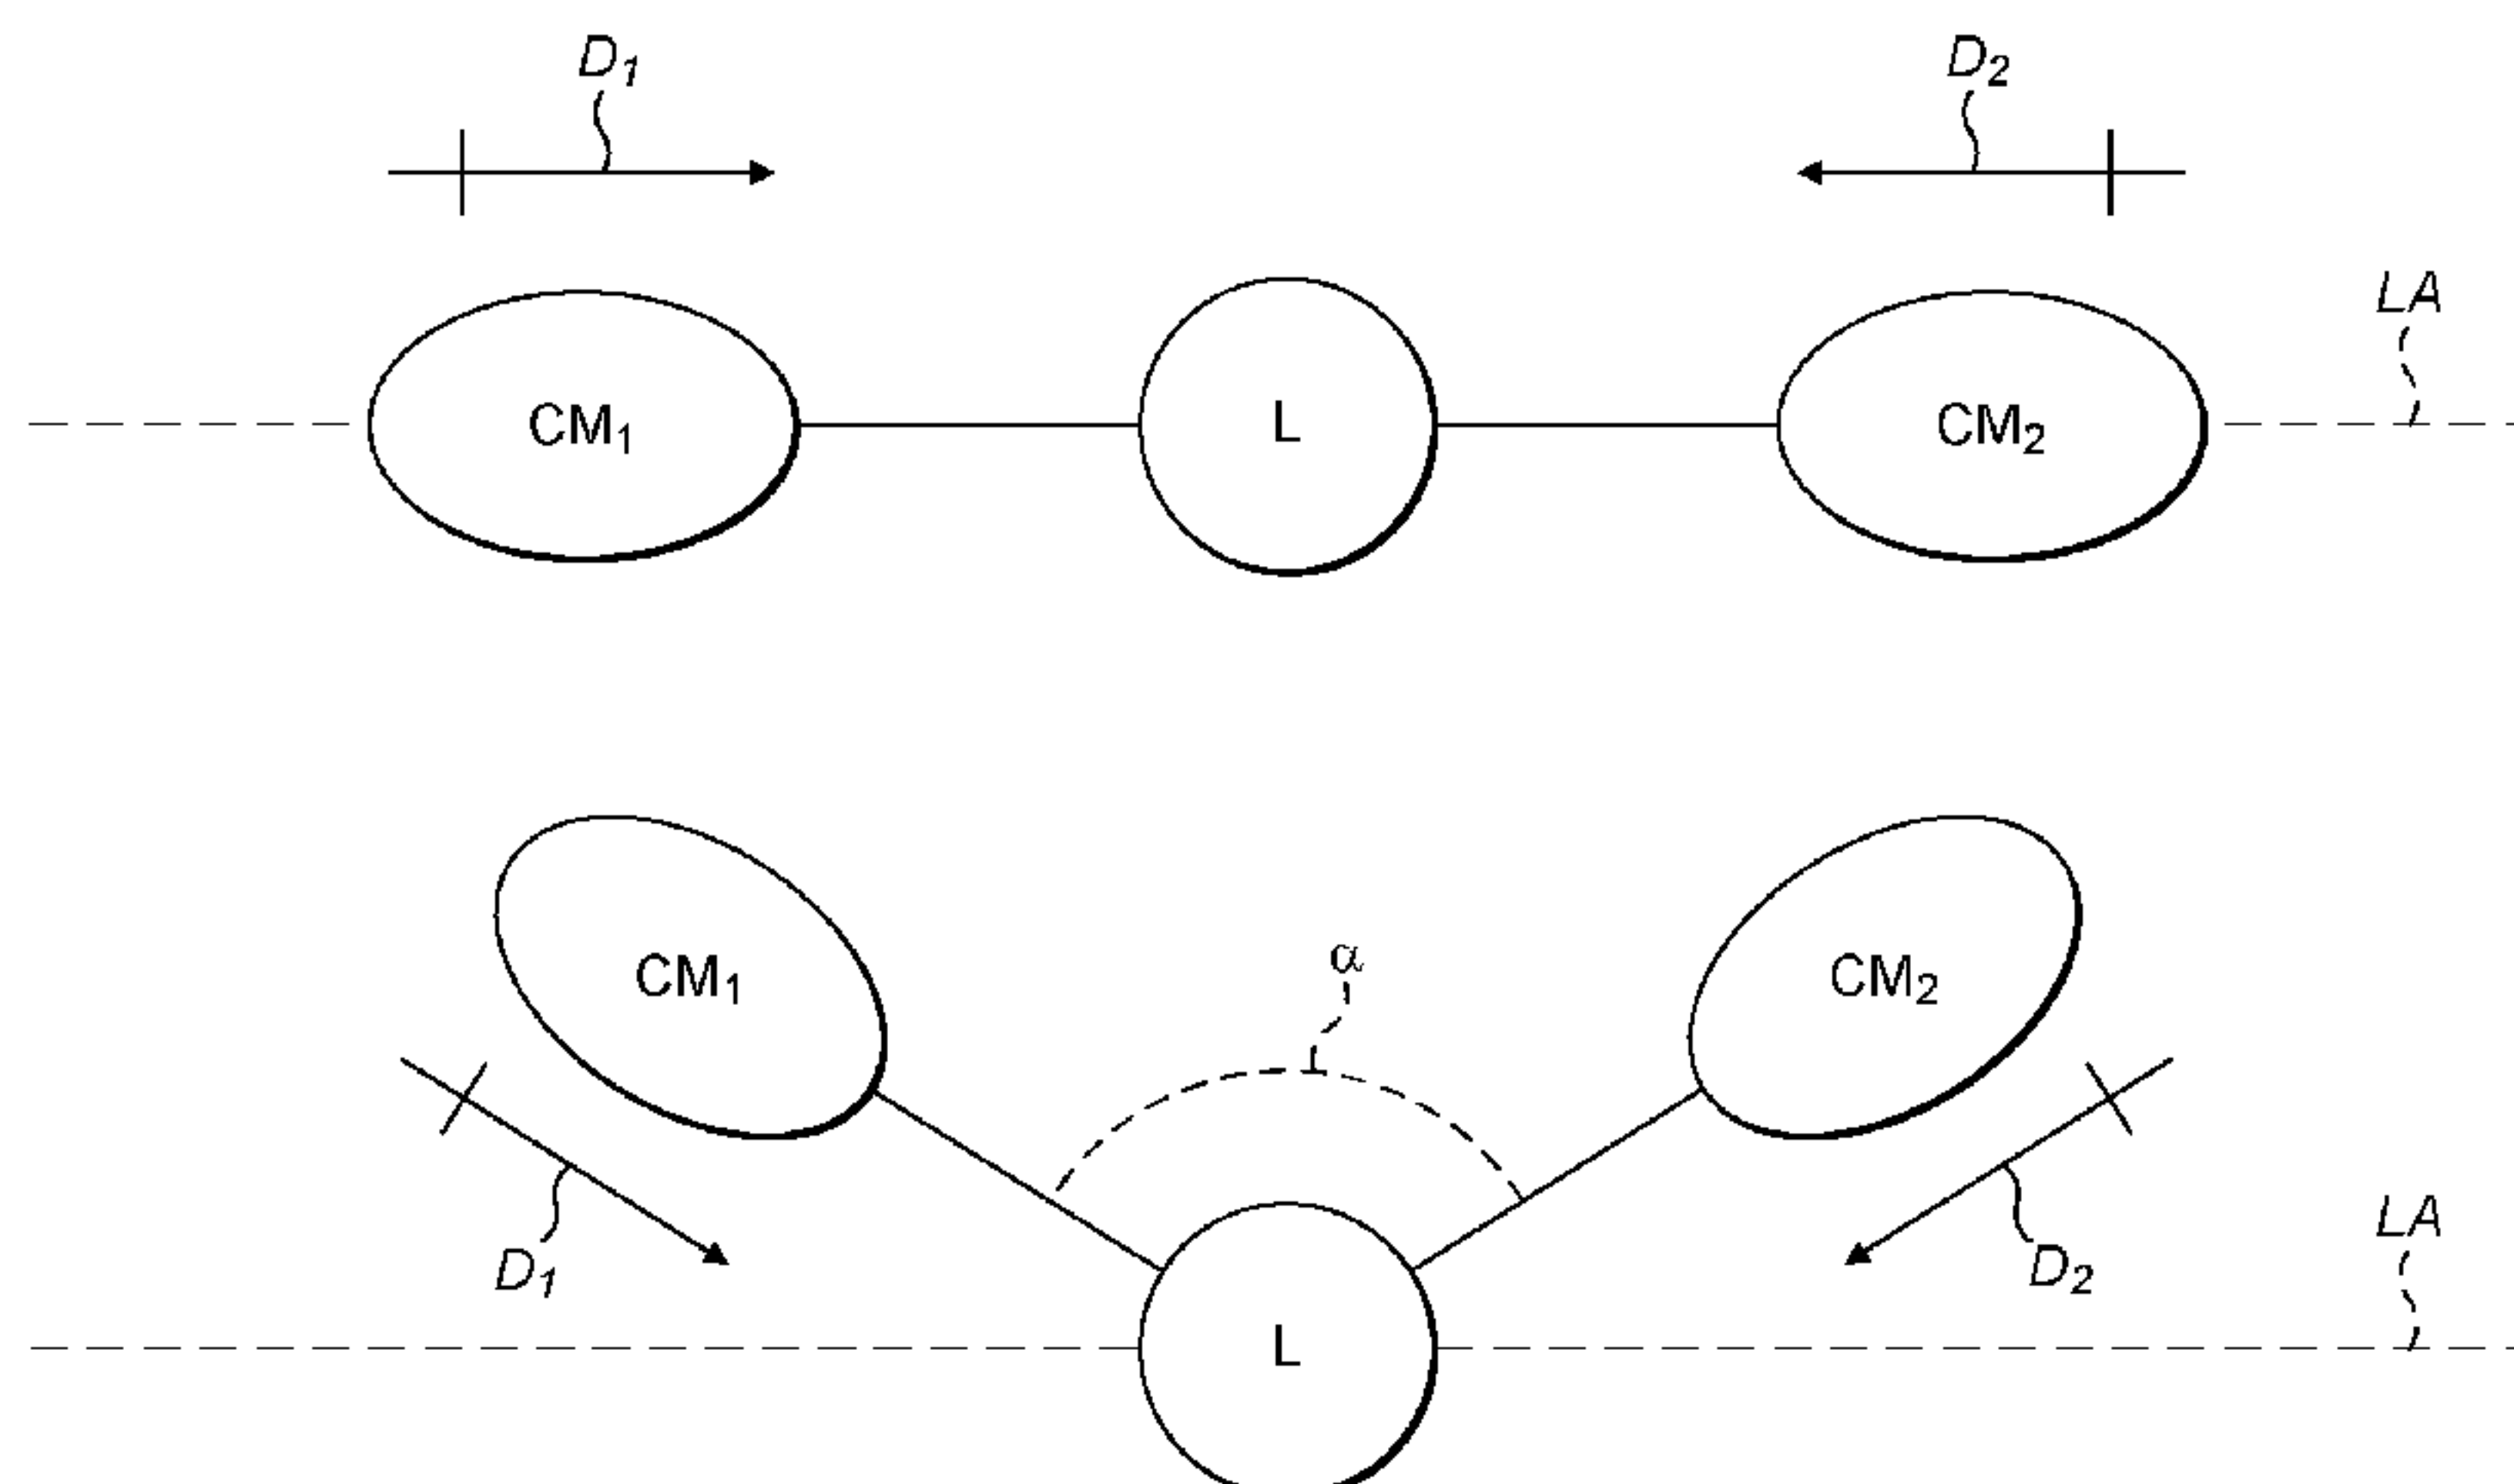 D₁ D₂
LA
CM₁ L CM₂
α
CM₁ CM₂
LA
D₁ D₂
L